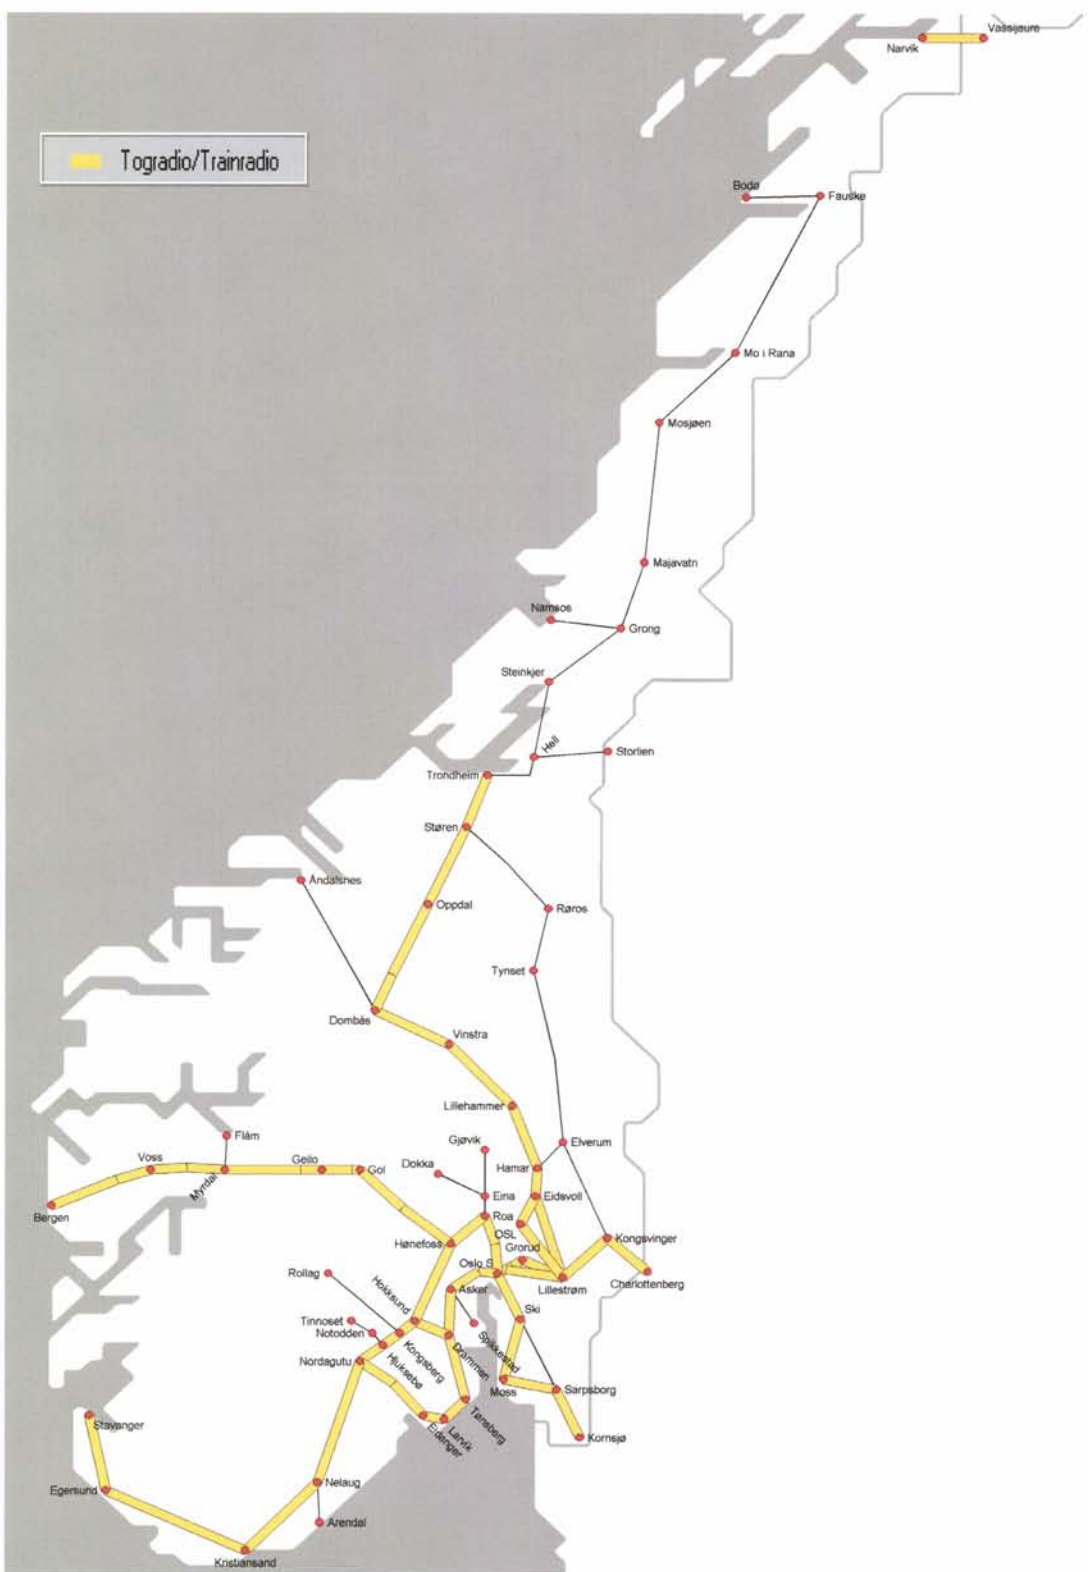 Vassijaure
Narvik
Togradio/Trainradio
Bodø
Fauske
Mo i Rana
Mosjøen
Majavatn
Namsos
Grong
Steinkjer
Hell
Storlien
Trondheim
Støren
Åndalsnes
Oppdal
Røros
Tynset
Dombås
Vinstra
Lillehammer
Flåm
Gjøvik
Elverum
Voss
Geilo
Gol
Dokka
Hamar
Myrdal
Eina
Eidsvoll
Bergen
Roa
OSL
Kongsvinger
Hønefoss
Grorud
Oslo S
Rollag
Lillestrøm
Charlottenberg
Hokksund
Asker
Ski
Tinnoset
Notodden
Spikkestad
Kongsberg
Drammen
Nordagutu
Hjuksebø
Moss
Sarpsborg
Stavanger
Eidanger
Larvik
Tønsberg
Kornsjø
Egersund
Nelaug
Arendal
Kristiansand